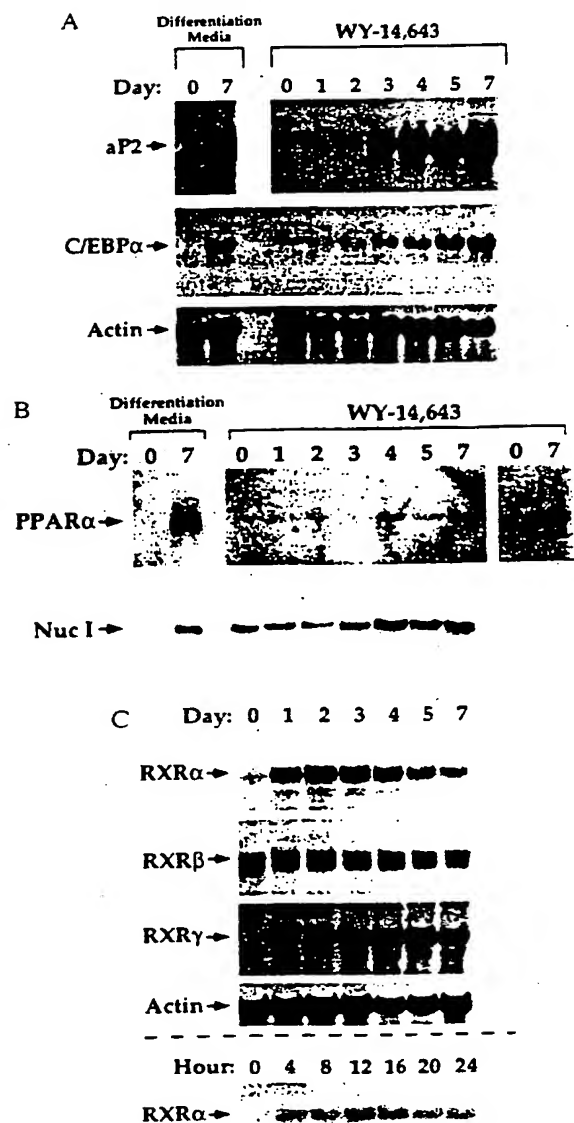 A
Differentiation
Media
WY-14,643
Day: 0 7 0 1 2 3 4 5 7
aP2
C/EBPα
Actin
B
Differentiation
Media
WY-14,643
Day: 0 7 0 1 2 3 4 5 7 0 7
PPARα
Nuc I
C
Day: 0 1 2 3 4 5 7
RXRα
RXRβ
RXRγ
Actin
Hour: 0 4 8 12 16 20 24
RXRα